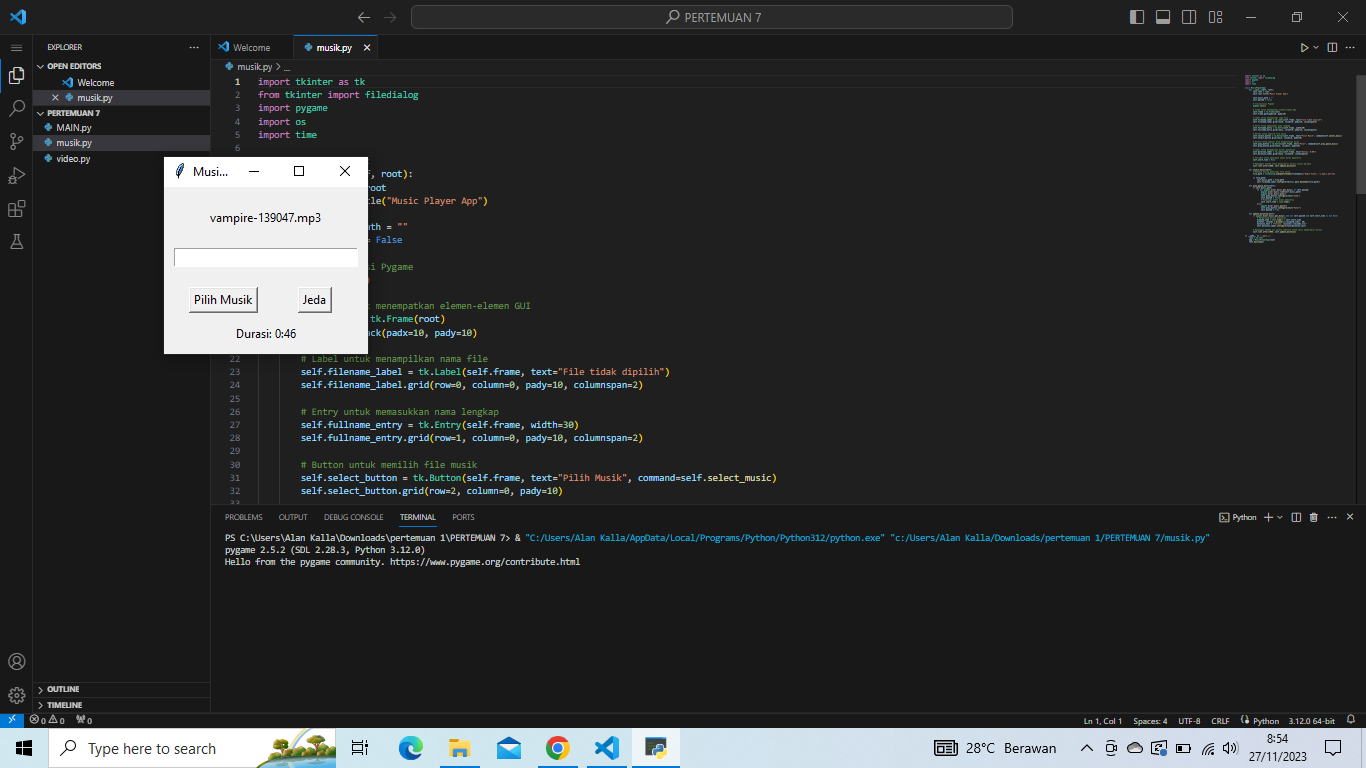 PERTEMUAN 7
EXPLORER
OPEN EDITORS
Welcome
musik.py
PERTEMUAN 7
MAIN.py
musik.py
video.py
OUTLINE
TIMELINE
Welcome
musik.py
musik.py > ...
1 import tkinter as tk
2 from tkinter import filedialog
3 import pygame
4 import os
5 import time
6
Musi...
vampire-139047.mp3
Pilih Musik
Jeda
Durasi: 0:46
, root):
root
tle("Music Player App")
th = ""
= False
si Pygame
menempatkan elemen-elemen GUI
tk.Frame(root)
ck(padx=10, pady=10)
22 # Label untuk menampilkan nama file
23 self.filename_label = tk.Label(self.frame, text="File tidak dipilih")
24 self.filename_label.grid(row=0, column=0, pady=10, columnspan=2)
25
26 # Entry untuk memasukkan nama lengkap
27 self.fullname_entry = tk.Entry(self.frame, width=30)
28 self.fullname_entry.grid(row=1, column=0, pady=10, columnspan=2)
29
30 # Button untuk memilih file musik
31 self.select_button = tk.Button(self.frame, text="Pilih Musik", command=self.select_music)
32 self.select_button.grid(row=2, column=0, pady=10)
PROBLEMS OUTPUT DEBUG CONSOLE TERMINAL PORTS
Python
PS C:\Users\Alan Kalla\Downloads\pertemuan 1\PERTEMUAN 7> & "C:/Users/Alan Kalla/AppData/Local/Programs/Python/Python312/python.exe" "c:/Users/Alan Kalla/Downloads/pertemuan 1/PERTEMUAN 7/musik.py"
pygame 2.5.2 (SDL 2.28.3, Python 3.12.0)
Hello from the pygame community. https://www.pygame.org/contribute.html
0 0 0
Ln 1, Col 1 Spaces: 4 UTF-8 CRLF Python 3.12.0 64-bit
Type here to search
28°C Berawan
8:54
27/11/2023